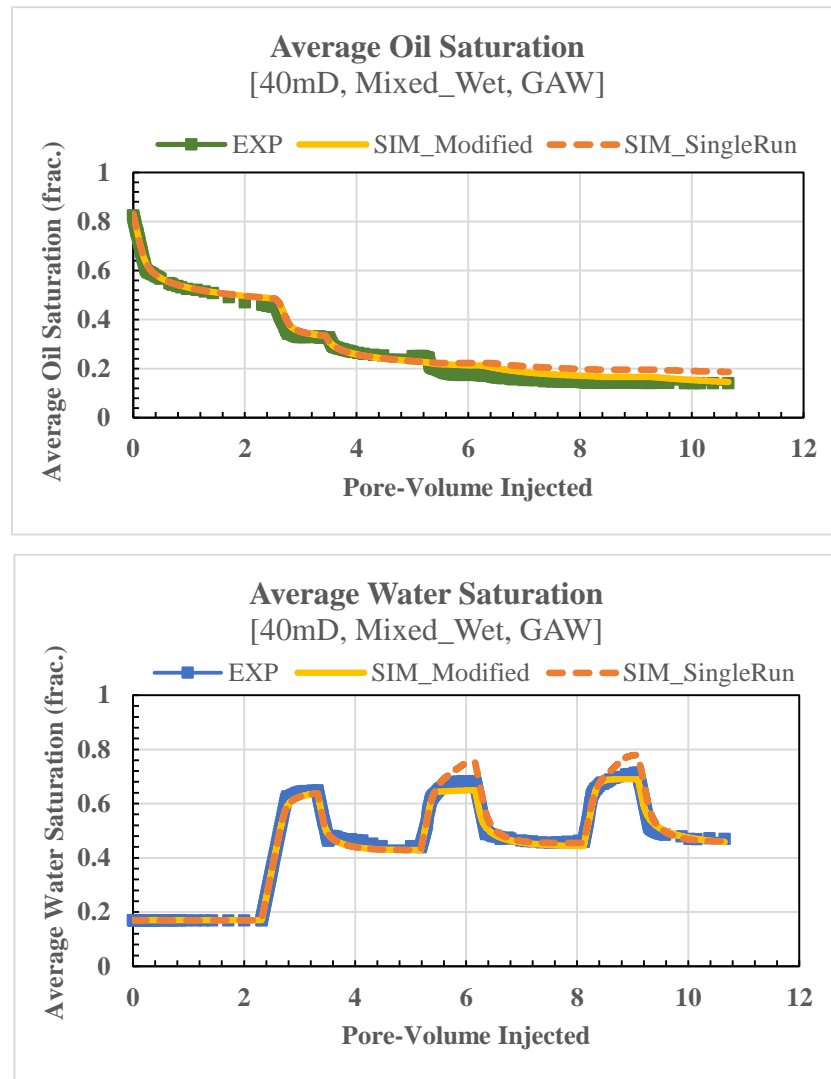 Average Oil Saturation
[40mD, Mixed_Wet, GAW]
EXP SIM_Modified SIM_SingleRun
Average Oil Saturation (frac.)
1
0.8
0.6
0.4
0.2
0
0 2 4 6 8 10 12
Pore-Volume Injected
Average Water Saturation
[40mD, Mixed_Wet, GAW]
EXP SIM_Modified SIM_SingleRun
Average Water Saturation (frac.)
1
0.8
0.6
0.4
0.2
0
0 2 4 6 8 10 12
Pore-Volume Injected